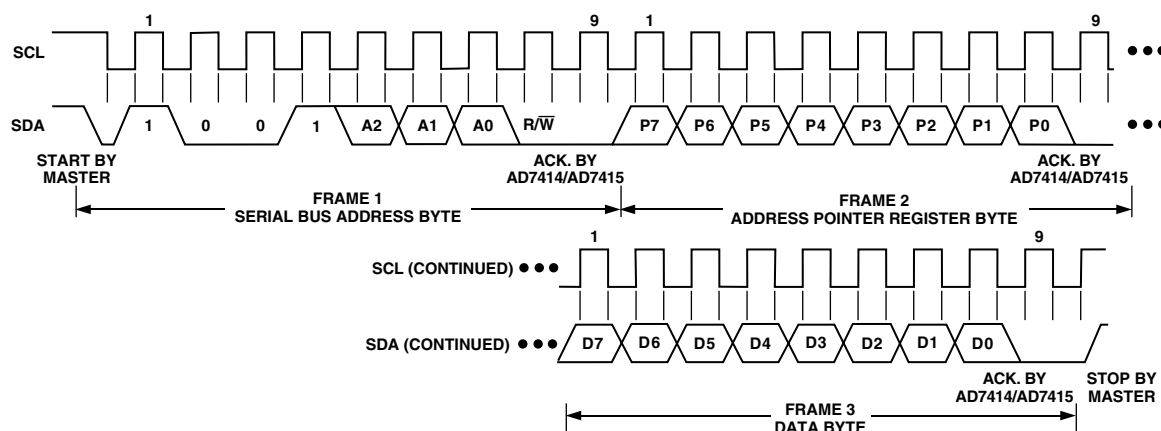 1 9 1 9
SCL
SDA 1 0 0 1 A2 A1 A0 R/W̅ P7 P6 P5 P4 P3 P2 P1 P0
START BY
MASTER
ACK. BY
AD7414/AD7415
ACK. BY
AD7414/AD7415
FRAME 1
SERIAL BUS ADDRESS BYTE
FRAME 2
ADDRESS POINTER REGISTER BYTE
1 9
SCL (CONTINUED)
SDA (CONTINUED) D7 D6 D5 D4 D3 D2 D1 D0
ACK. BY
AD7414/AD7415
STOP BY
MASTER
FRAME 3
DATA BYTE